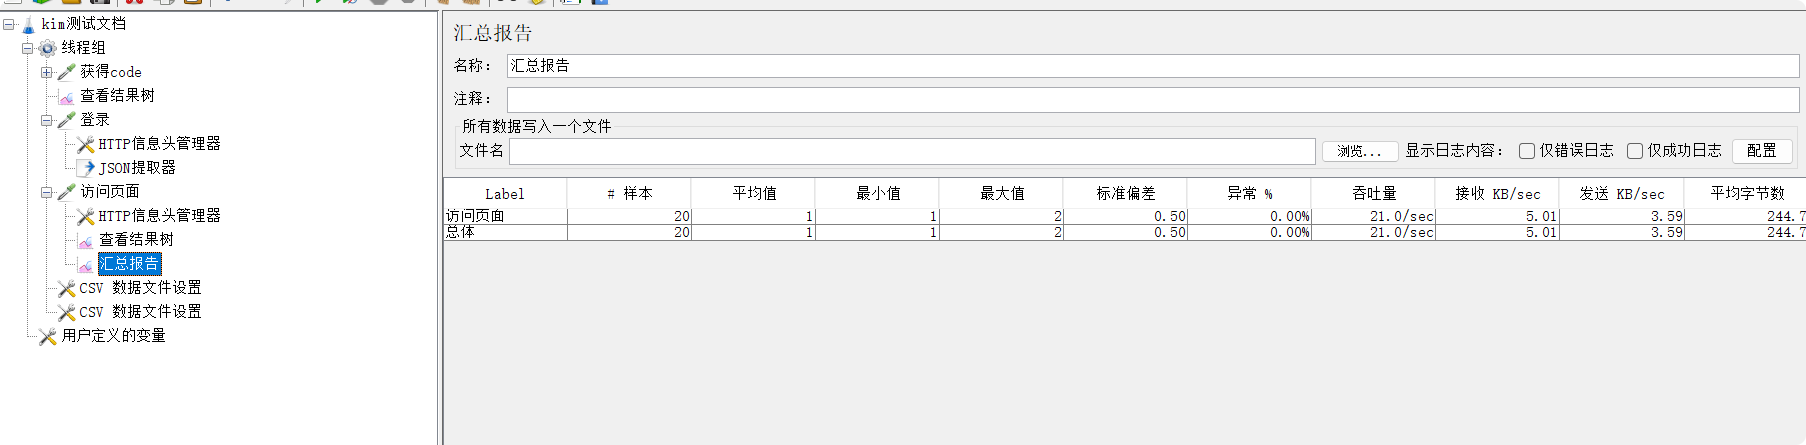 kim测试文档
线程组
获得code
查看结果树
登录
HTTP信息头管理器
JSON提取器
访问页面
HTTP信息头管理器
查看结果树
汇总报告
CSV 数据文件设置
CSV 数据文件设置
用户定义的变量
汇总报告
名称： 汇总报告
注释：
所有数据写入一个文件
文件名 浏览... 显示日志内容： 仅错误日志 仅成功日志 配置
Label # 样本 平均值 最小值 最大值 标准偏差 异常 % 吞吐量 接收 KB/sec 发送 KB/sec 平均字节数
访问页面 20 1 1 2 0.50 0.00% 21.0/sec 5.01 3.59 244.7
总体 20 1 1 2 0.50 0.00% 21.0/sec 5.01 3.59 244.7